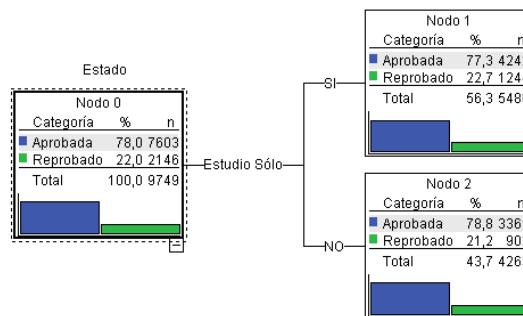 Estado
Nodo 0
Categoría % n
Aprobada 78,0 7603
Reprobado 22,0 2146
Total 100,0 9749
Estudio Sólo
SI
Nodo 1
Categoría % n
Aprobada 77,3
Reprobado 22,7
Total 56,3
NO
Nodo 2
Categoría % n
Aprobada 78,8
Reprobado 21,2
Total 43,7